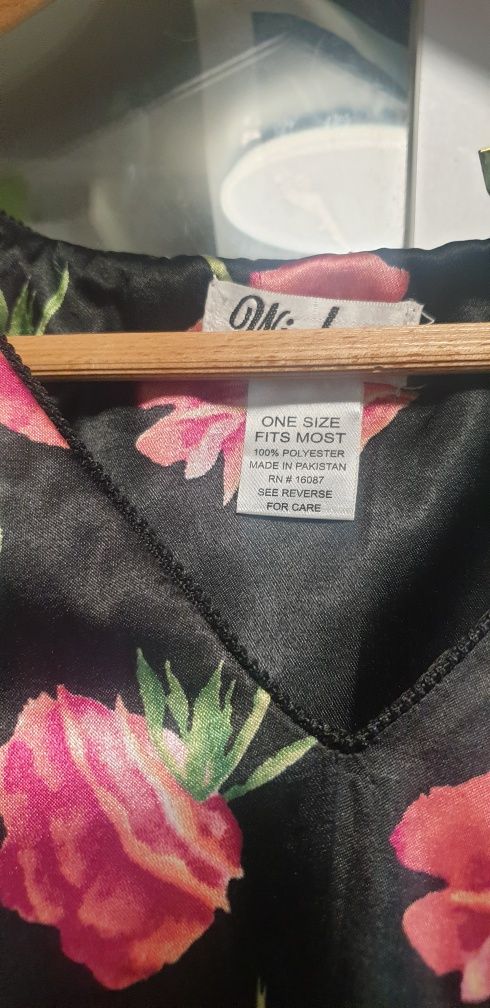 ONE SIZE
FITS MOST
100% POLYESTER
MADE IN PAKISTAN
RN # 16087
SEE REVERSE
FOR CARE